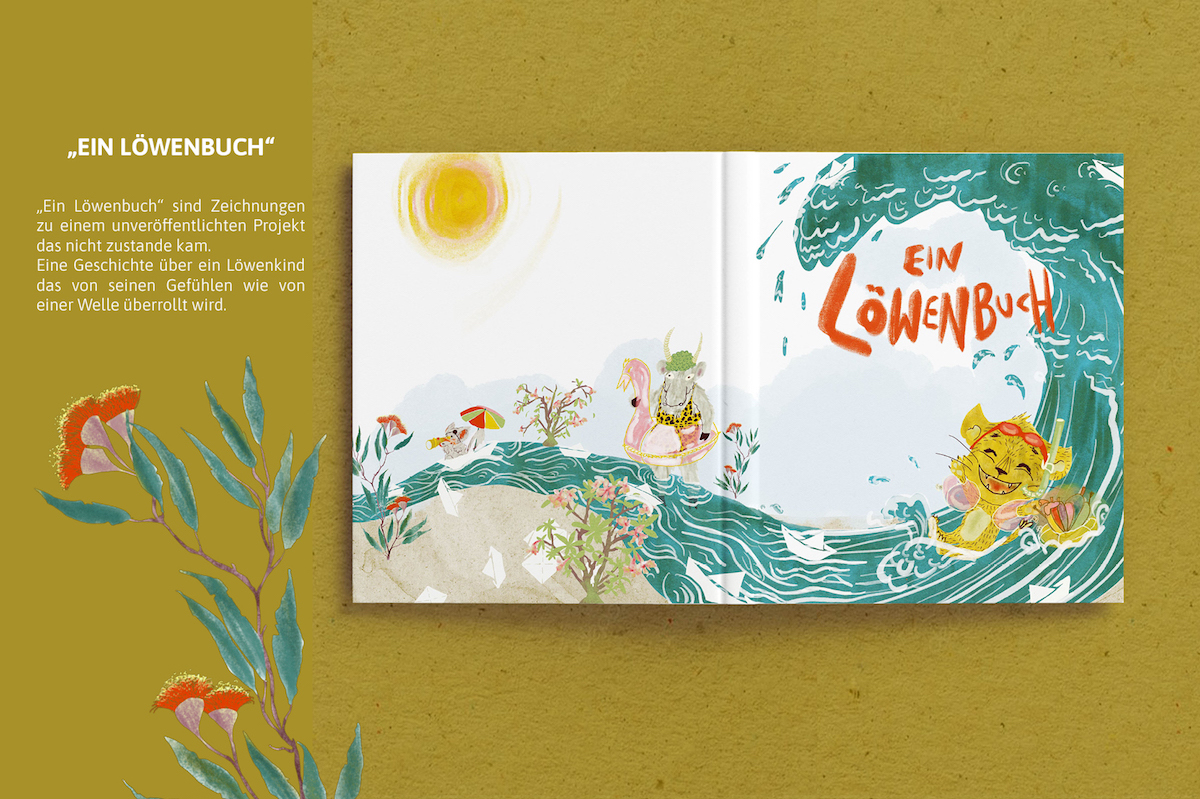 „EIN LÖWENBUCH“
„Ein Löwenbuch“ sind Zeichnungen
zu einem unveröffentlichten Projekt
das nicht zustande kam.
Eine Geschichte über ein Löwenkind
das von seinen Gefühlen wie von
einer Welle überrollt wird.
EIN
LÖWENBUCH